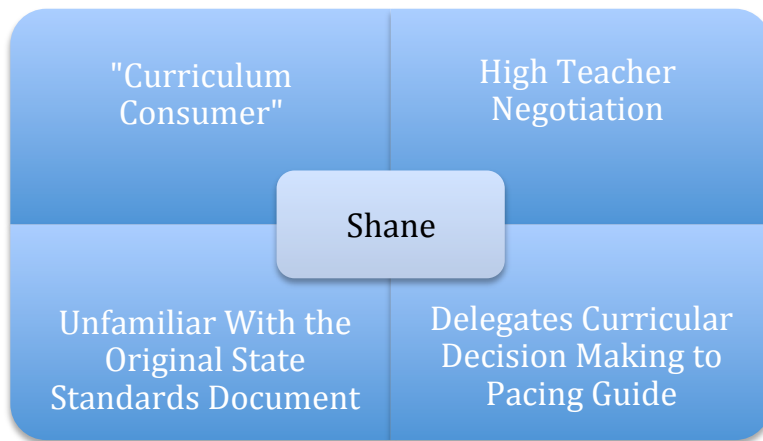 "Curriculum
Consumer"
High Teacher
Negotiation
Shane
Unfamiliar With the
Original State
Standards Document
Delegates Curricular
Decision Making to
Pacing Guide